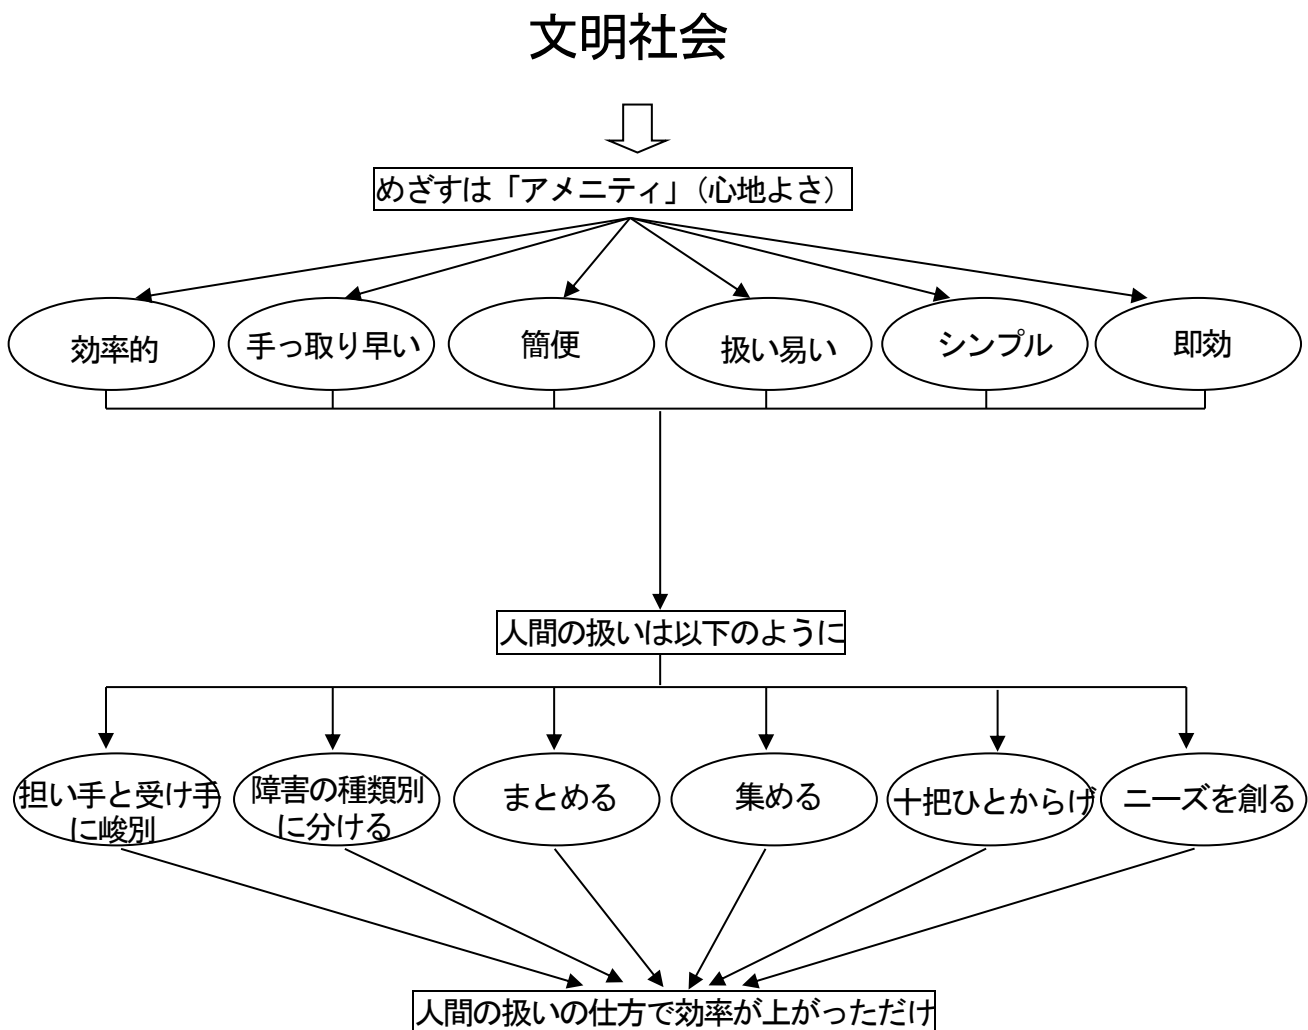 文明社会
めざすは「アメニティ」（心地よさ）
効率的
手っ取り早い
簡便
扱い易い
シンプル
即効
人間の扱いは以下のように
担い手と受け手
に峻別
障害の種類別
に分ける
まとめる
集める
十把ひとからげ
ニーズを創る
人間の扱いの仕方で効率が上がっただけ